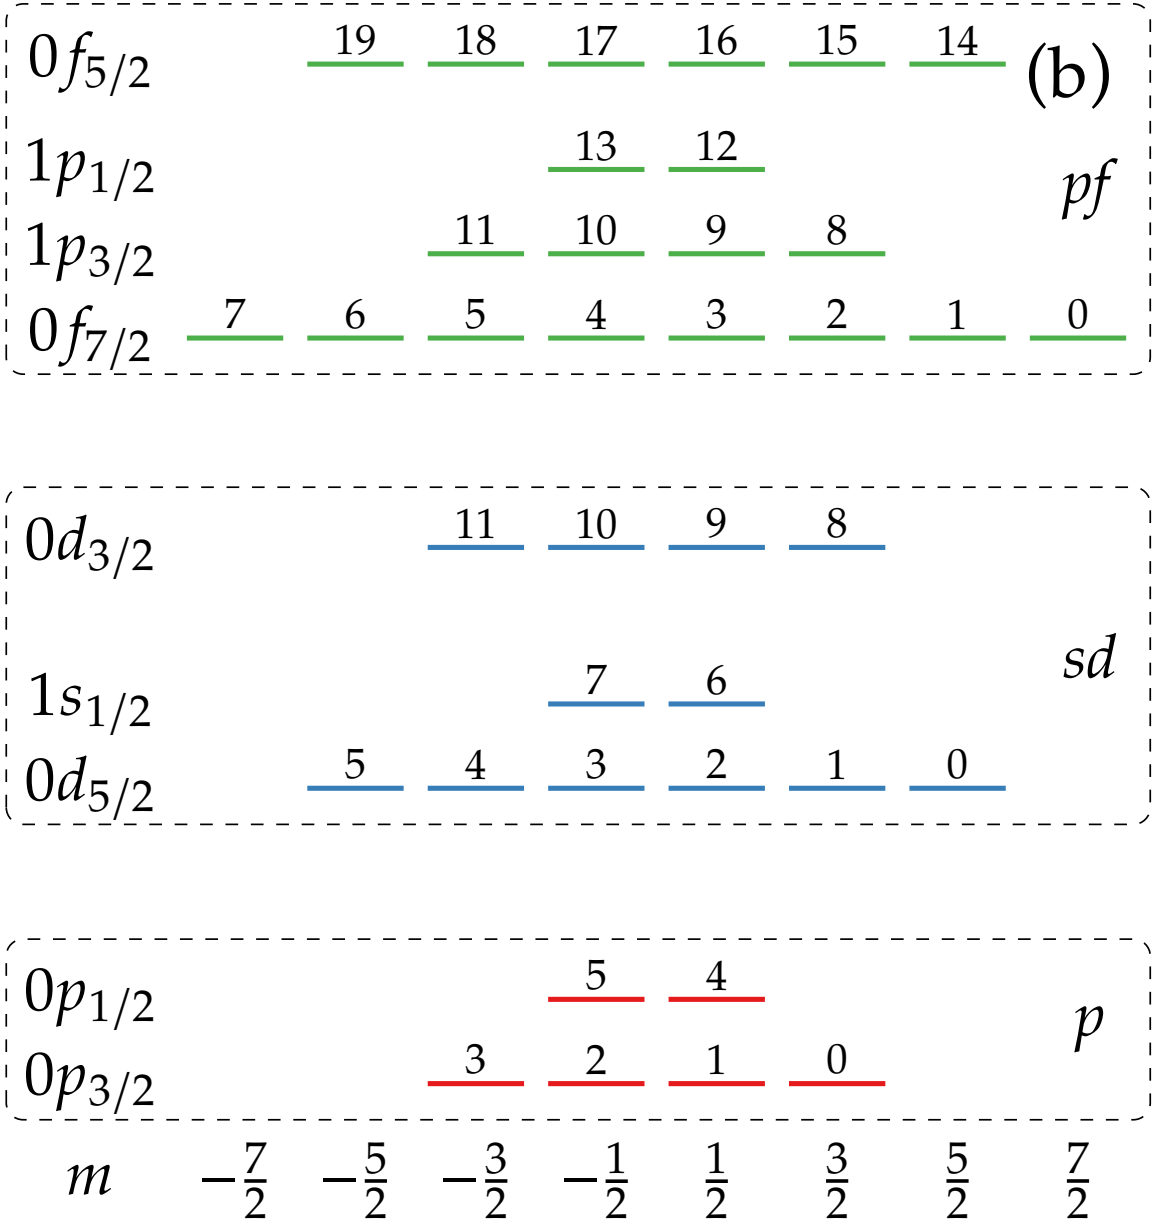 0f5/2 19 18 17 16 15 14 (b)
1p1/2 13 12
pf
1p3/2 11 10 9 8
0f7/2 7 6 5 4 3 2 1 0
0d3/2 11 10 9 8
sd
1s1/2 7 6
0d5/2 5 4 3 2 1 0
0p1/2 5 4
p
0p3/2 3 2 1 0
m −7/2 −5/2 −3/2 −1/2 1/2 3/2 5/2 7/2